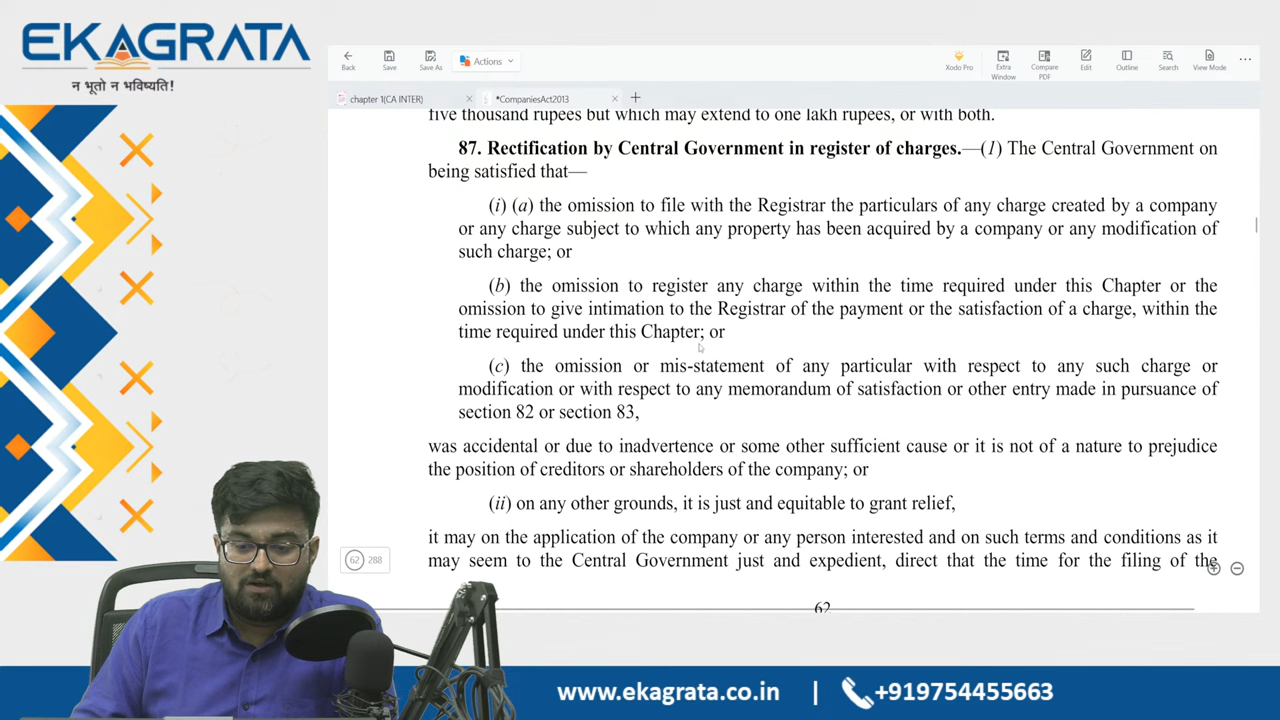 EKAGRATA
न भूतो न भविष्यति!
Back
Save
Save As
Actions
Xodo Pro
Extra Window
Compare PDF
Edit
Outline
Search
View Mode
chapter 1(CA INTER)
*CompaniesAct2013
five thousand rupees but which may extend to one lakh rupees, or with both.
87. Rectification by Central Government in register of charges.—(1) The Central Government on
being satisfied that—
(i) (a) the omission to file with the Registrar the particulars of any charge created by a company
or any charge subject to which any property has been acquired by a company or any modification of
such charge; or
(b) the omission to register any charge within the time required under this Chapter or the
omission to give intimation to the Registrar of the payment or the satisfaction of a charge, within the
time required under this Chapter; or
(c) the omission or mis-statement of any particular with respect to any such charge or
modification or with respect to any memorandum of satisfaction or other entry made in pursuance of
section 82 or section 83,
was accidental or due to inadvertence or some other sufficient cause or it is not of a nature to prejudice
the position of creditors or shareholders of the company; or
(ii) on any other grounds, it is just and equitable to grant relief,
it may on the application of the company or any person interested and on such terms and conditions as it
may seem to the Central Government just and expedient, direct that the time for the filing of the
62 288
62
www.ekagrata.co.in | +919754455663